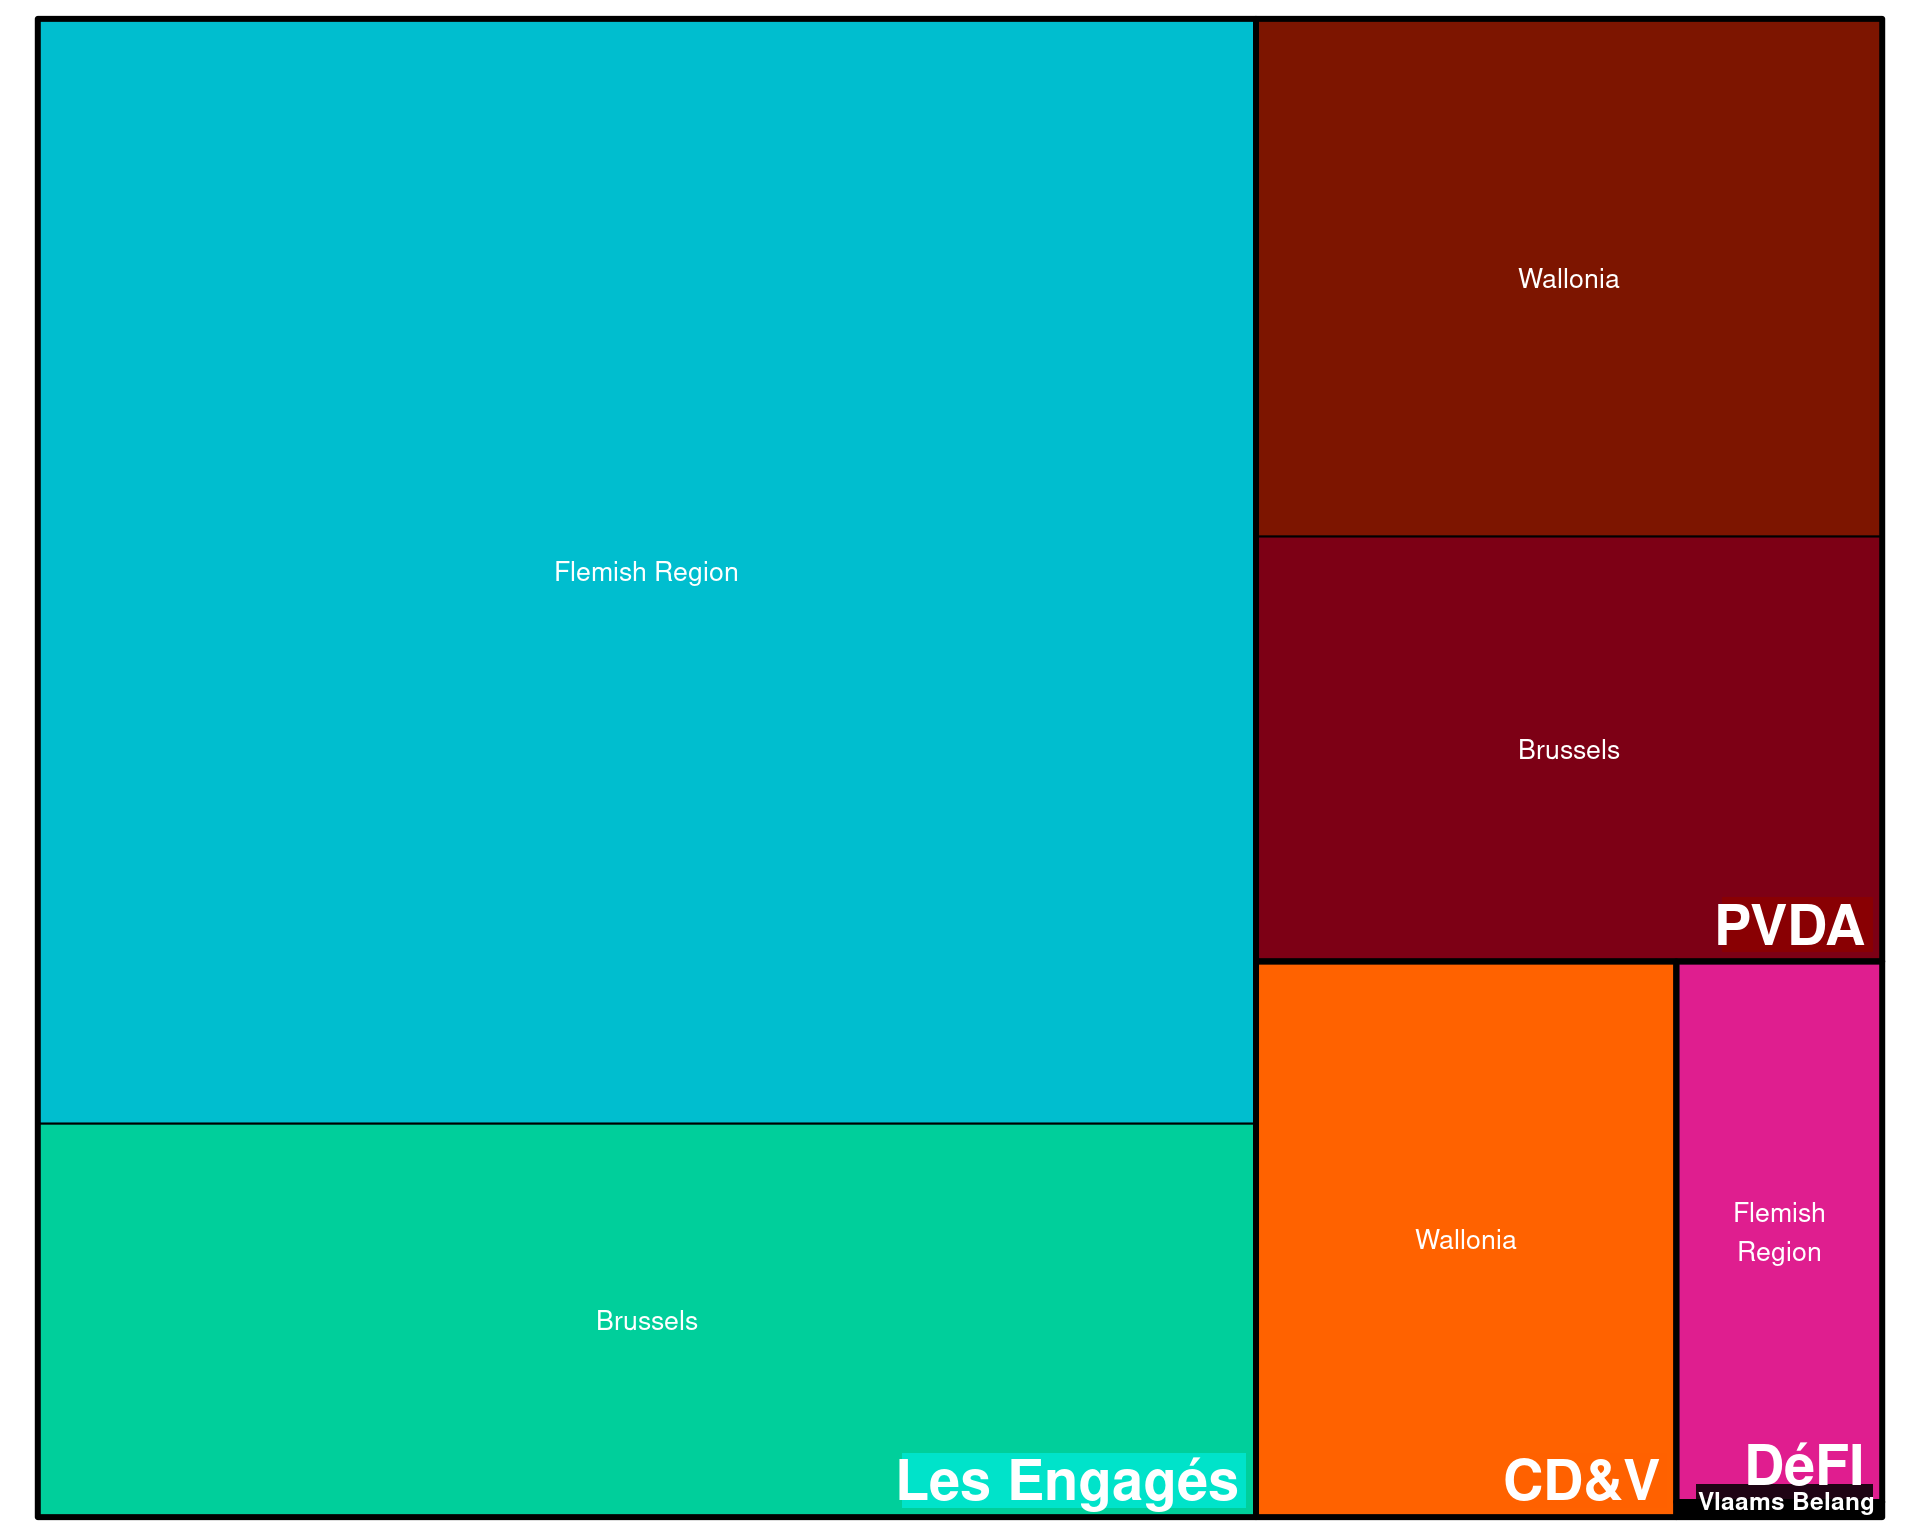 Flemish Region
Brussels
Les Engagés
Wallonia
Brussels
PVDA
Wallonia
CD&V
Flemish
Region
DéFI
Vlaams Belang